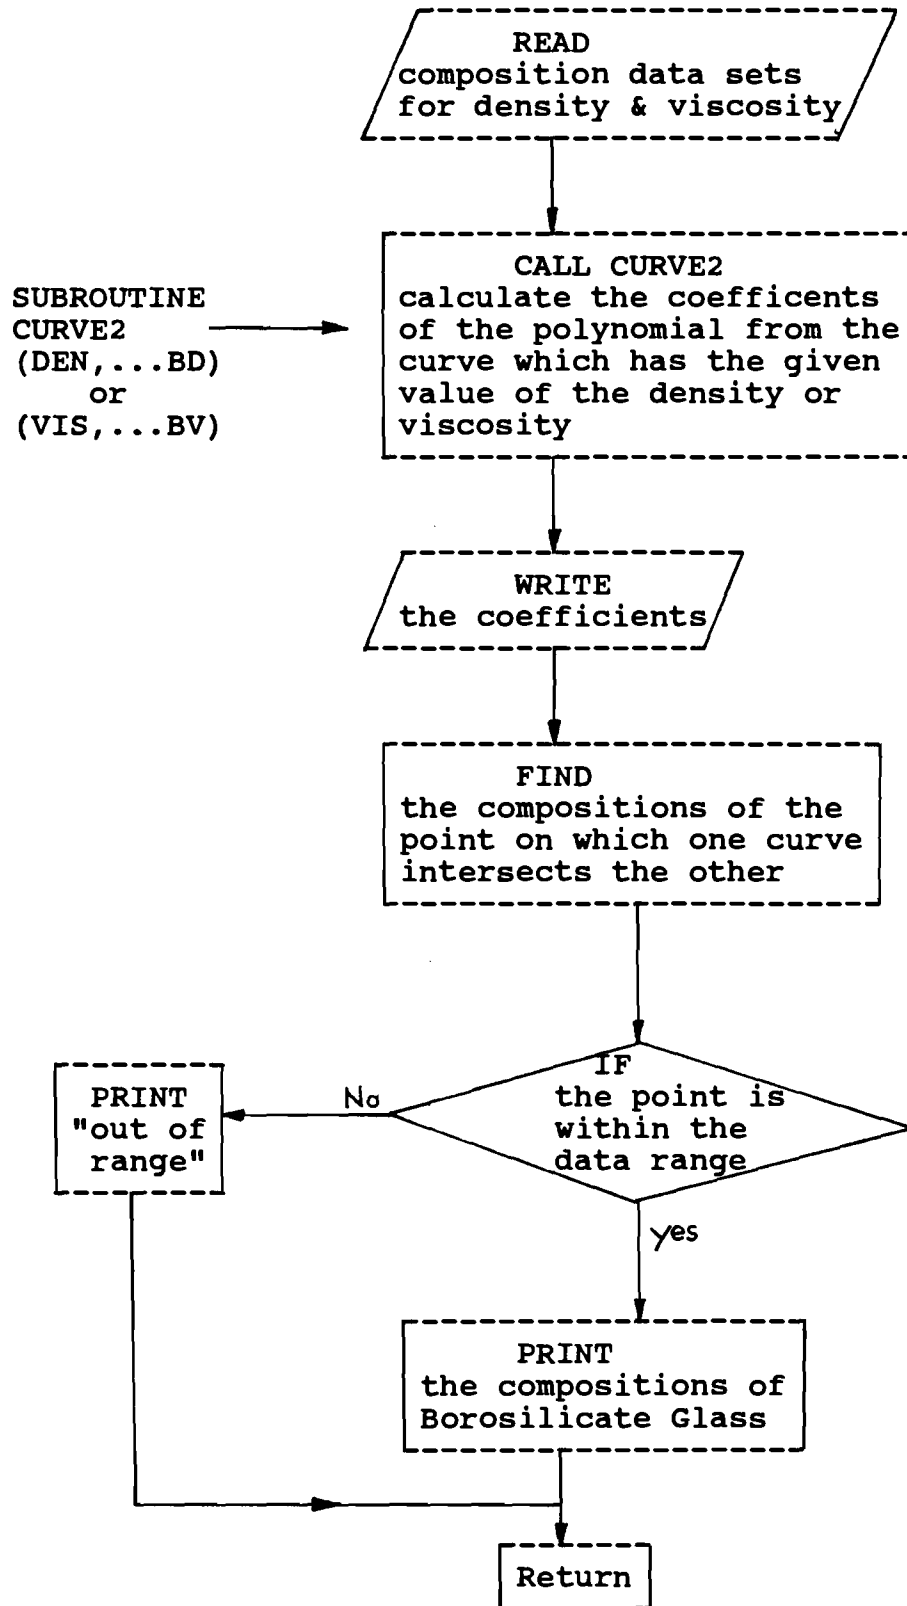 READ
composition data sets
for density & viscosity
SUBROUTINE
CURVE2
(DEN,...BD)
or
(VIS,...BV)
CALL CURVE2
calculate the coefficents
of the polynomial from the
curve which has the given
value of the density or
viscosity
WRITE
the coefficients
FIND
the compositions of the
point on which one curve
intersects the other
IF
the point is
within the
data range
No
PRINT
"out of
range"
yes
PRINT
the compositions of
Borosilicate Glass
Return